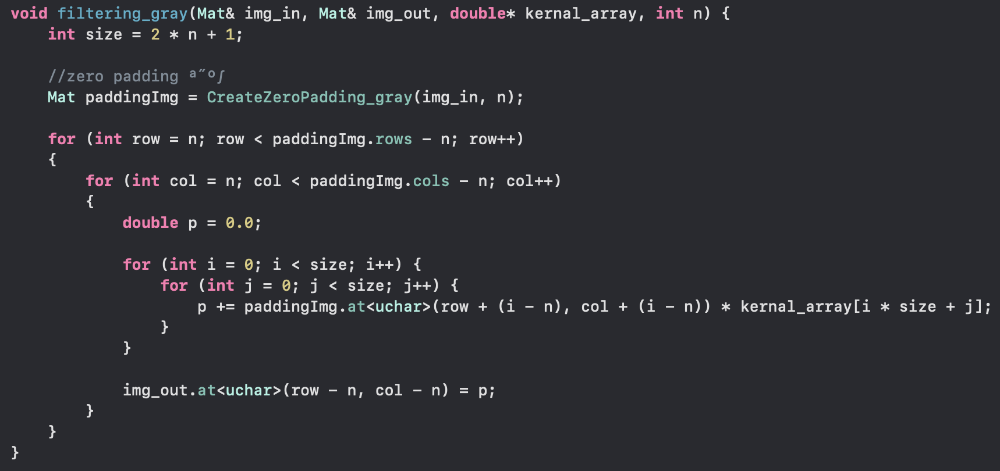 void filtering_gray(Mat& img_in, Mat& img_out, double* kernal_array, int n) {
    int size = 2 * n + 1;

    //zero padding ª˝º∫
    Mat paddingImg = CreateZeroPadding_gray(img_in, n);

    for (int row = n; row < paddingImg.rows - n; row++)
    {
        for (int col = n; col < paddingImg.cols - n; col++)
        {
            double p = 0.0;

            for (int i = 0; i < size; i++) {
                for (int j = 0; j < size; j++) {
                    p += paddingImg.at<uchar>(row + (i - n), col + (i - n)) * kernal_array[i * size + j];
                }
            }

            img_out.at<uchar>(row - n, col - n) = p;
        }
    }
}